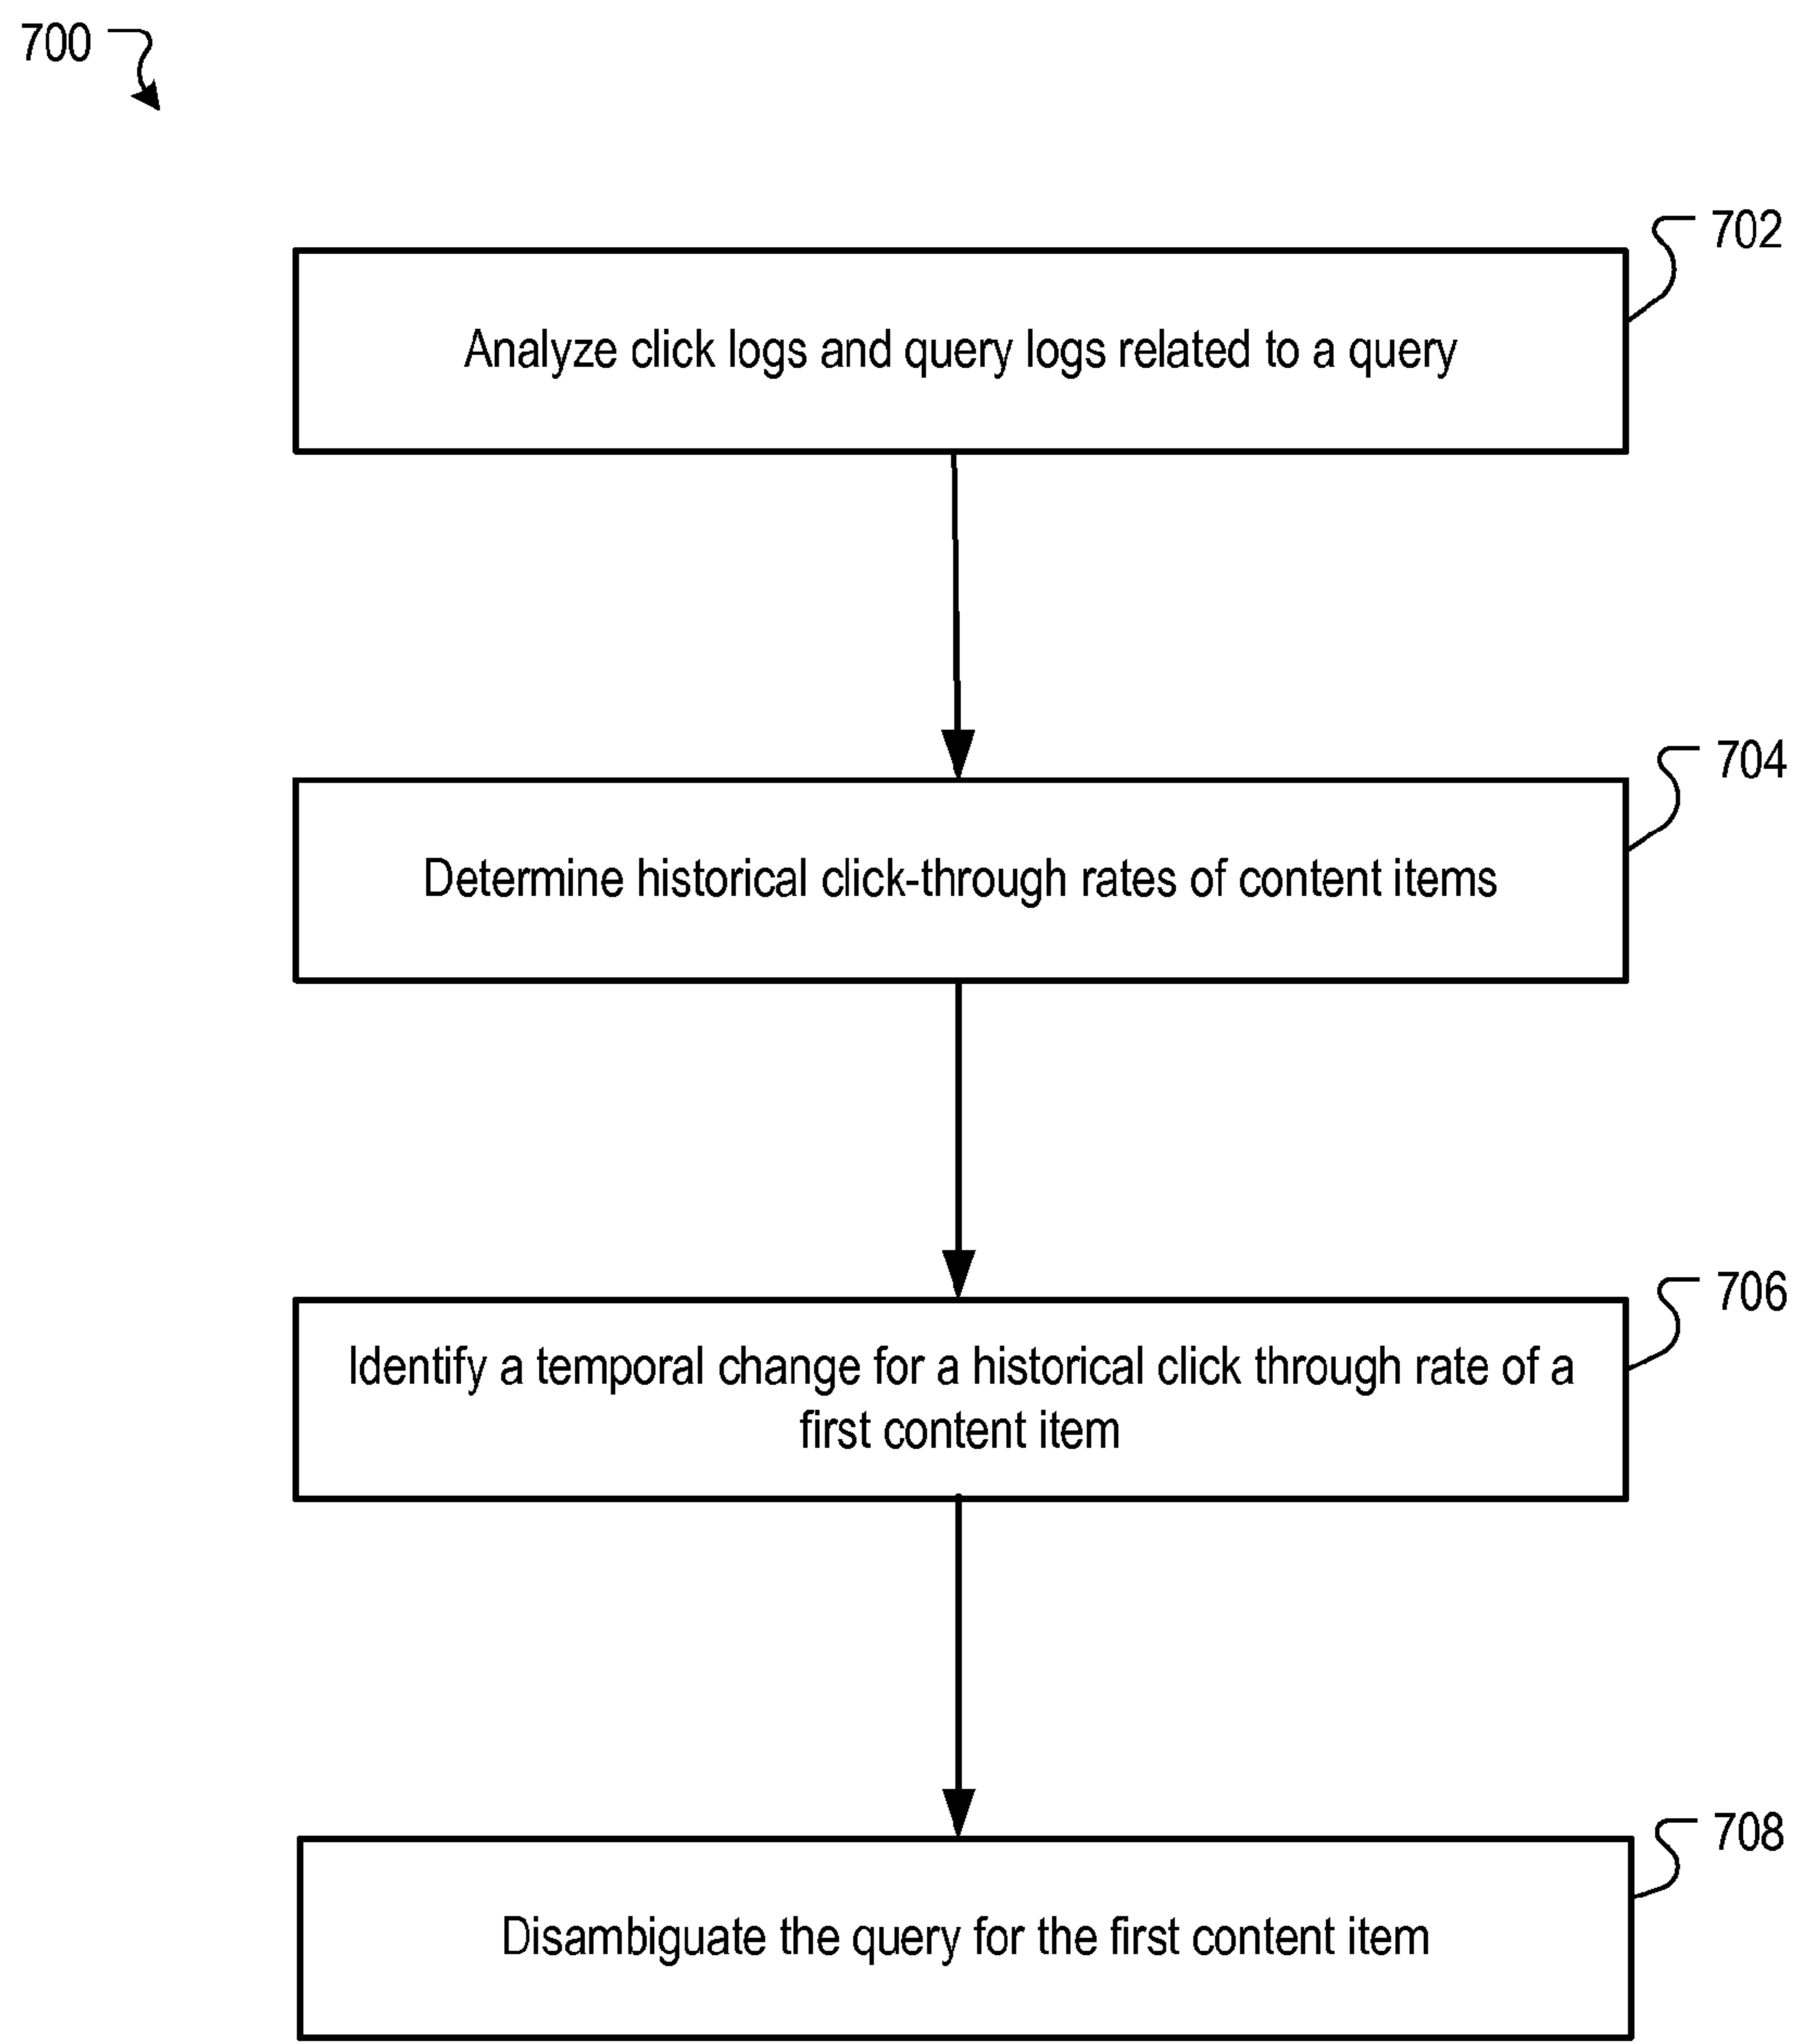 700
702
Analyze click logs and query logs related to a query
704
Determine historical click-through rates of content items
706
Identify a temporal change for a historical click through rate of a
first content item
708
Disambiguate the query for the first content item